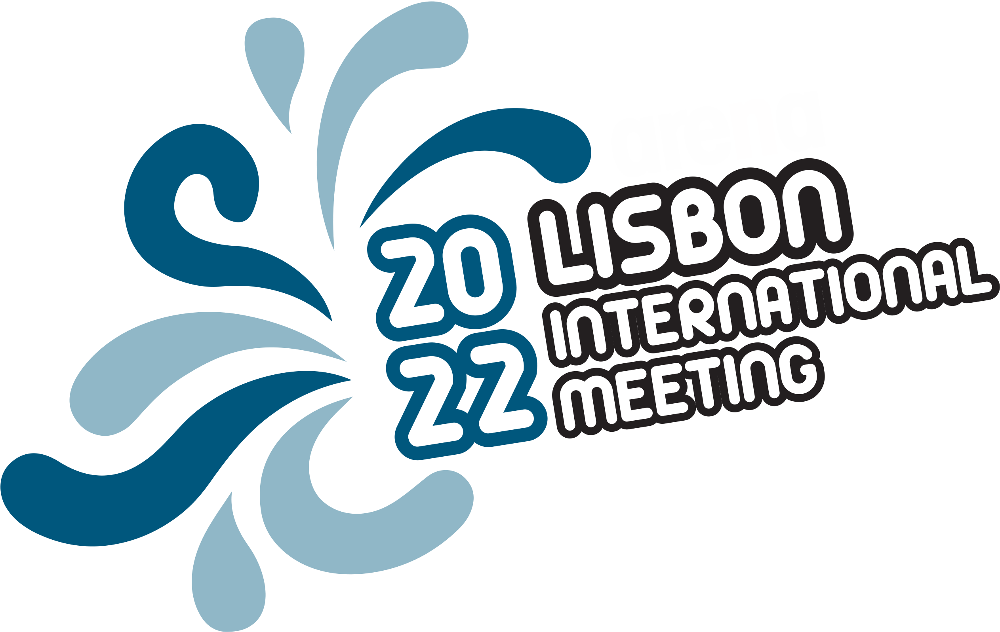 20
22
LISBON
INTERNATIONAL
MEETING